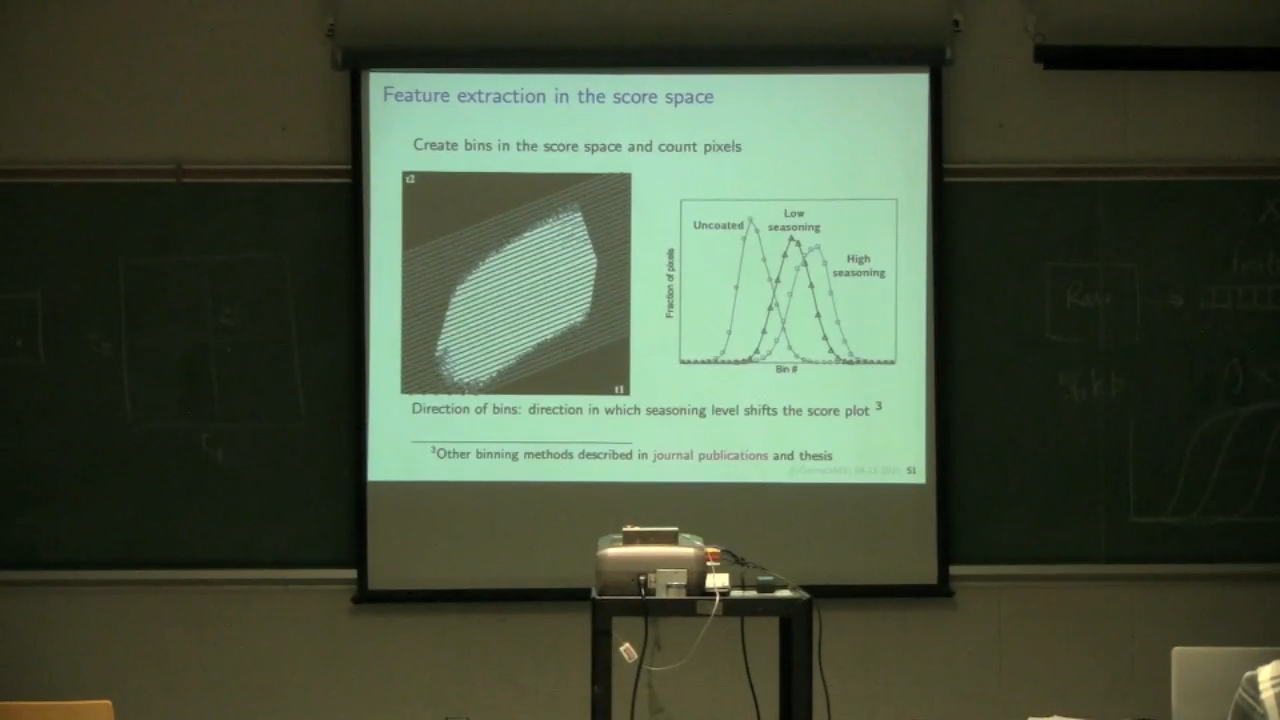 Feature extraction in the score space
Create bins in the score space and count pixels
t2
t1
Fraction of pixels
Uncoated
Low
seasoning
High
seasoning
Bin #
Direction of bins: direction in which seasoning level shifts the score plot 3
3Other binning methods described in journal publications and thesis
51